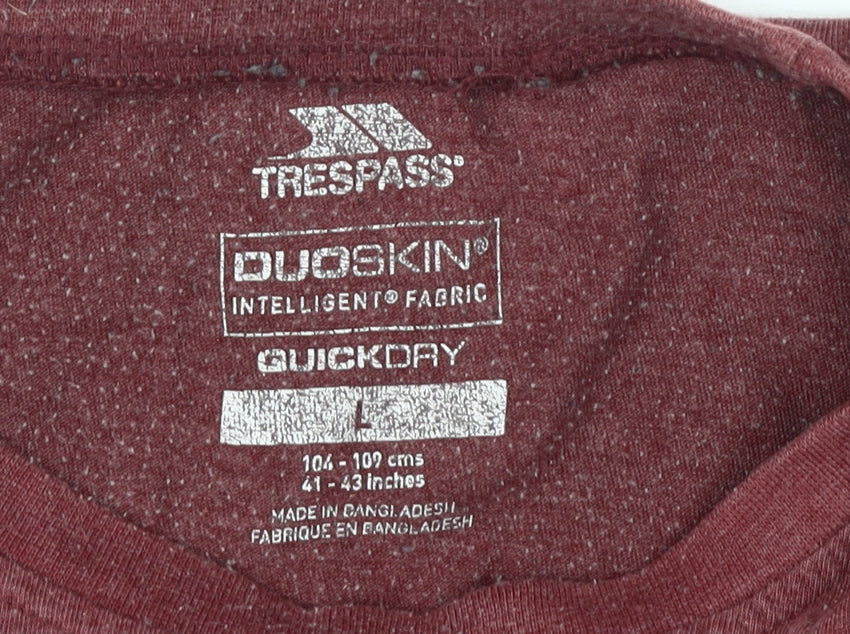 TRESPASS®
DUOSKIN®
INTELLIGENT® FABRIC
QUICKDRY
L
104 - 109 cms
41 - 43 inches
MADE IN BANGLADESH
FABRIQUE EN BANGLADESH